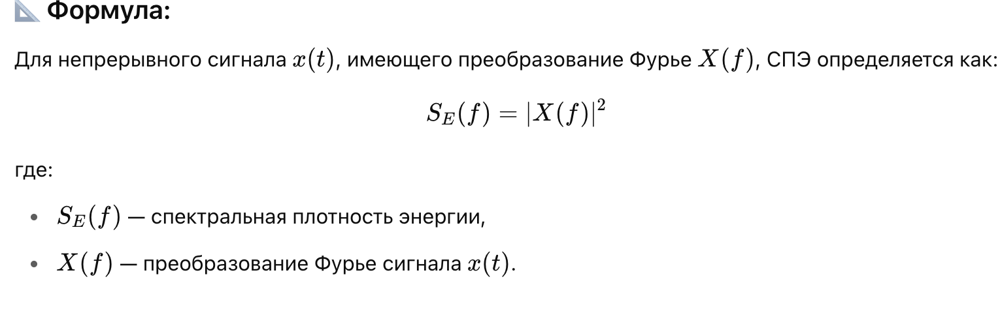 📐 Формула:
Для непрерывного сигнала x(t), имеющего преобразование Фурье X(f), СПЭ определяется как:
S_E(f) = |X(f)|²
где:
• S_E(f) — спектральная плотность энергии,
• X(f) — преобразование Фурье сигнала x(t).